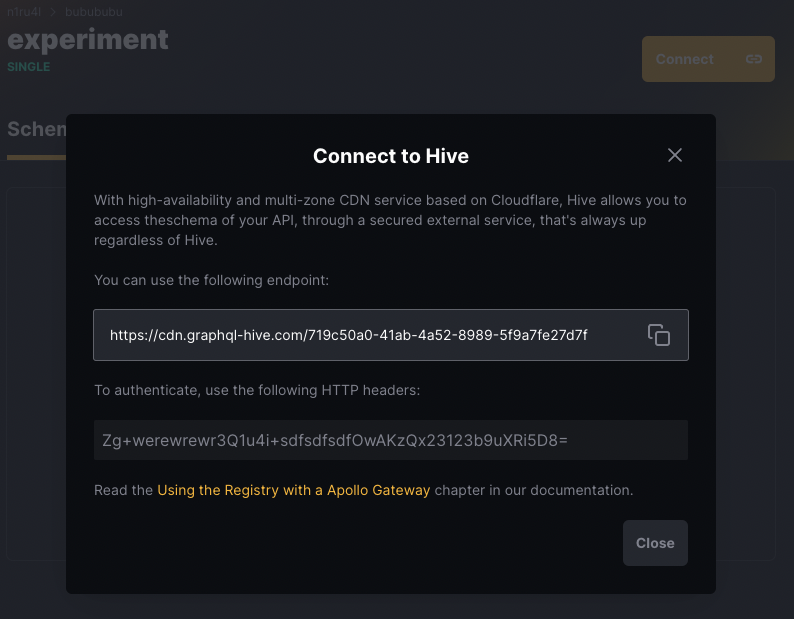 n1ru4l > bubububu
experiment
SINGLE
Connect
Schem
Connect to Hive
With high-availability and multi-zone CDN service based on Cloudflare, Hive allows you to
access theschema of your API, through a secured external service, that's always up
regardless of Hive.
You can use the following endpoint:
https://cdn.graphql-hive.com/719c50a0-41ab-4a52-8989-5f9a7fe27d7f
To authenticate, use the following HTTP headers:
Zg+werewrewr3Q1u4i+sdfsdfsdfOwAKzQx23123b9uXRi5D8=
Read the Using the Registry with a Apollo Gateway chapter in our documentation.
Close